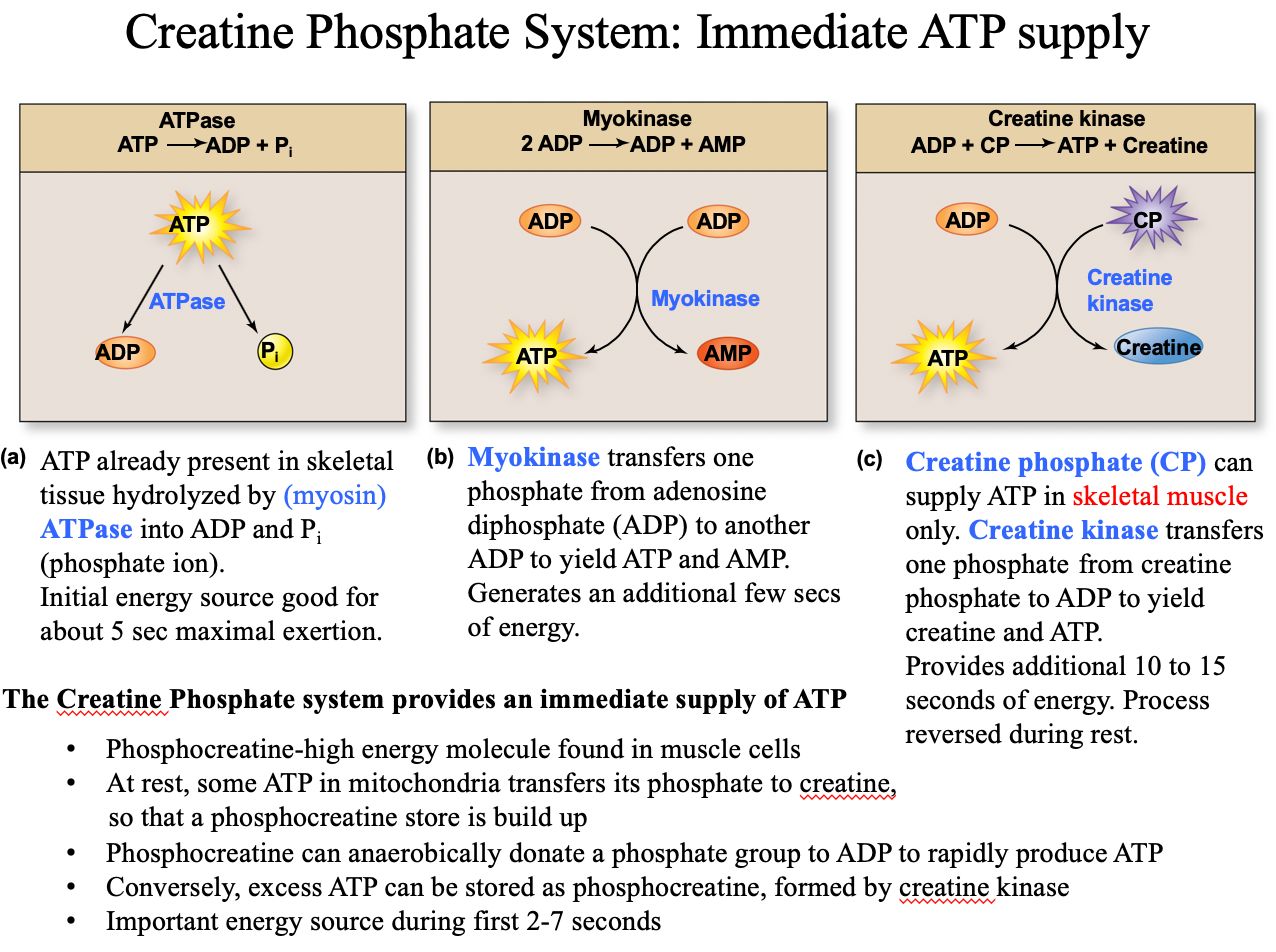 Creatine Phosphate System: Immediate ATP supply
ATPase
ATP → ADP + Pi
ATP
ATPase
ADP
Pi
Myokinase
2 ADP → ADP + AMP
ADP
ADP
Myokinase
ATP
AMP
Creatine kinase
ADP + CP → ATP + Creatine
ADP
CP
Creatine
kinase
ATP
Creatine
(a) ATP already present in skeletal
tissue hydrolyzed by (myosin)
ATPase into ADP and Pi
(phosphate ion).
Initial energy source good for
about 5 sec maximal exertion.
(b) Myokinase transfers one
phosphate from adenosine
diphosphate (ADP) to another
ADP to yield ATP and AMP.
Generates an additional few secs
of energy.
(c) Creatine phosphate (CP) can
supply ATP in skeletal muscle
only. Creatine kinase transfers
one phosphate from creatine
phosphate to ADP to yield
creatine and ATP.
Provides additional 10 to 15
seconds of energy. Process
reversed during rest.
The Creatine Phosphate system provides an immediate supply of ATP
• Phosphocreatine-high energy molecule found in muscle cells
• At rest, some ATP in mitochondria transfers its phosphate to creatine,
so that a phosphocreatine store is build up
• Phosphocreatine can anaerobically donate a phosphate group to ADP to rapidly produce ATP
• Conversely, excess ATP can be stored as phosphocreatine, formed by creatine kinase
• Important energy source during first 2-7 seconds